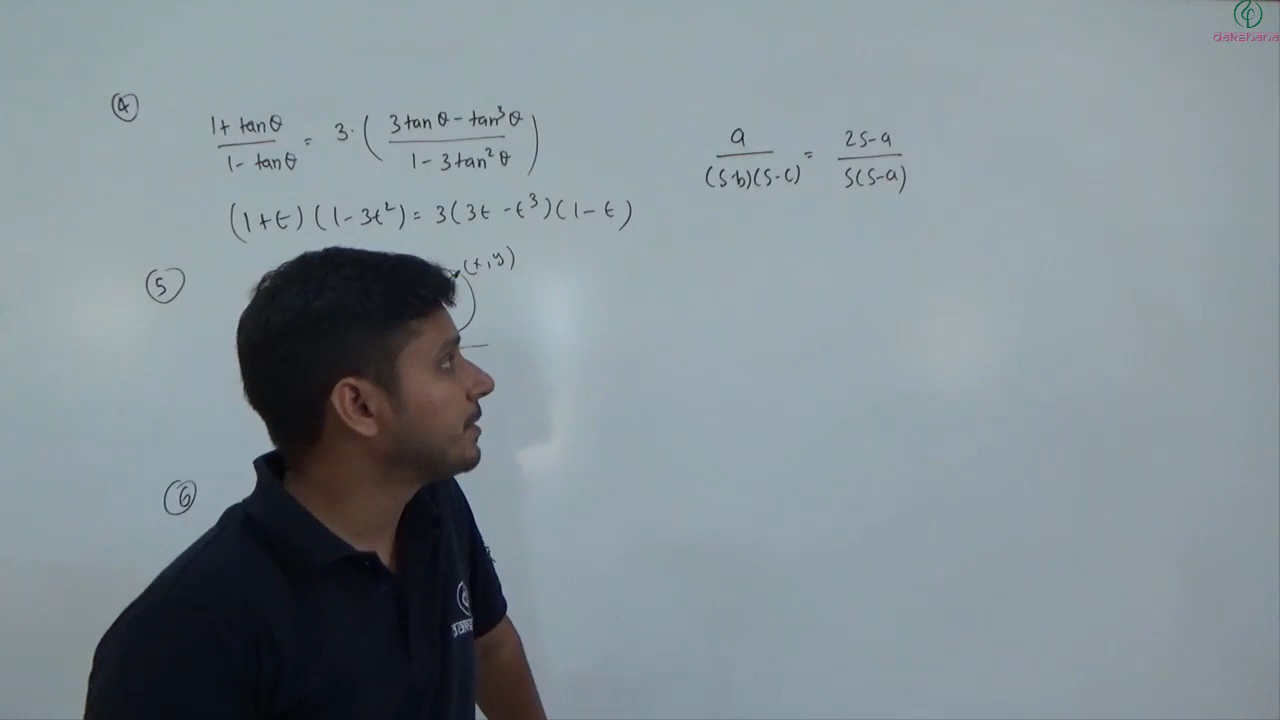 dakshana
④
1+ tanθ / 1- tanθ = 3·(3tanθ - tan³θ / 1-3tan²θ)
(1+t)(1-3t²) = 3(3t-t³)(1-t)
a / (s-b)(s-c) = 2s-a / s(s-a)
⑤
(x,y)
⑥